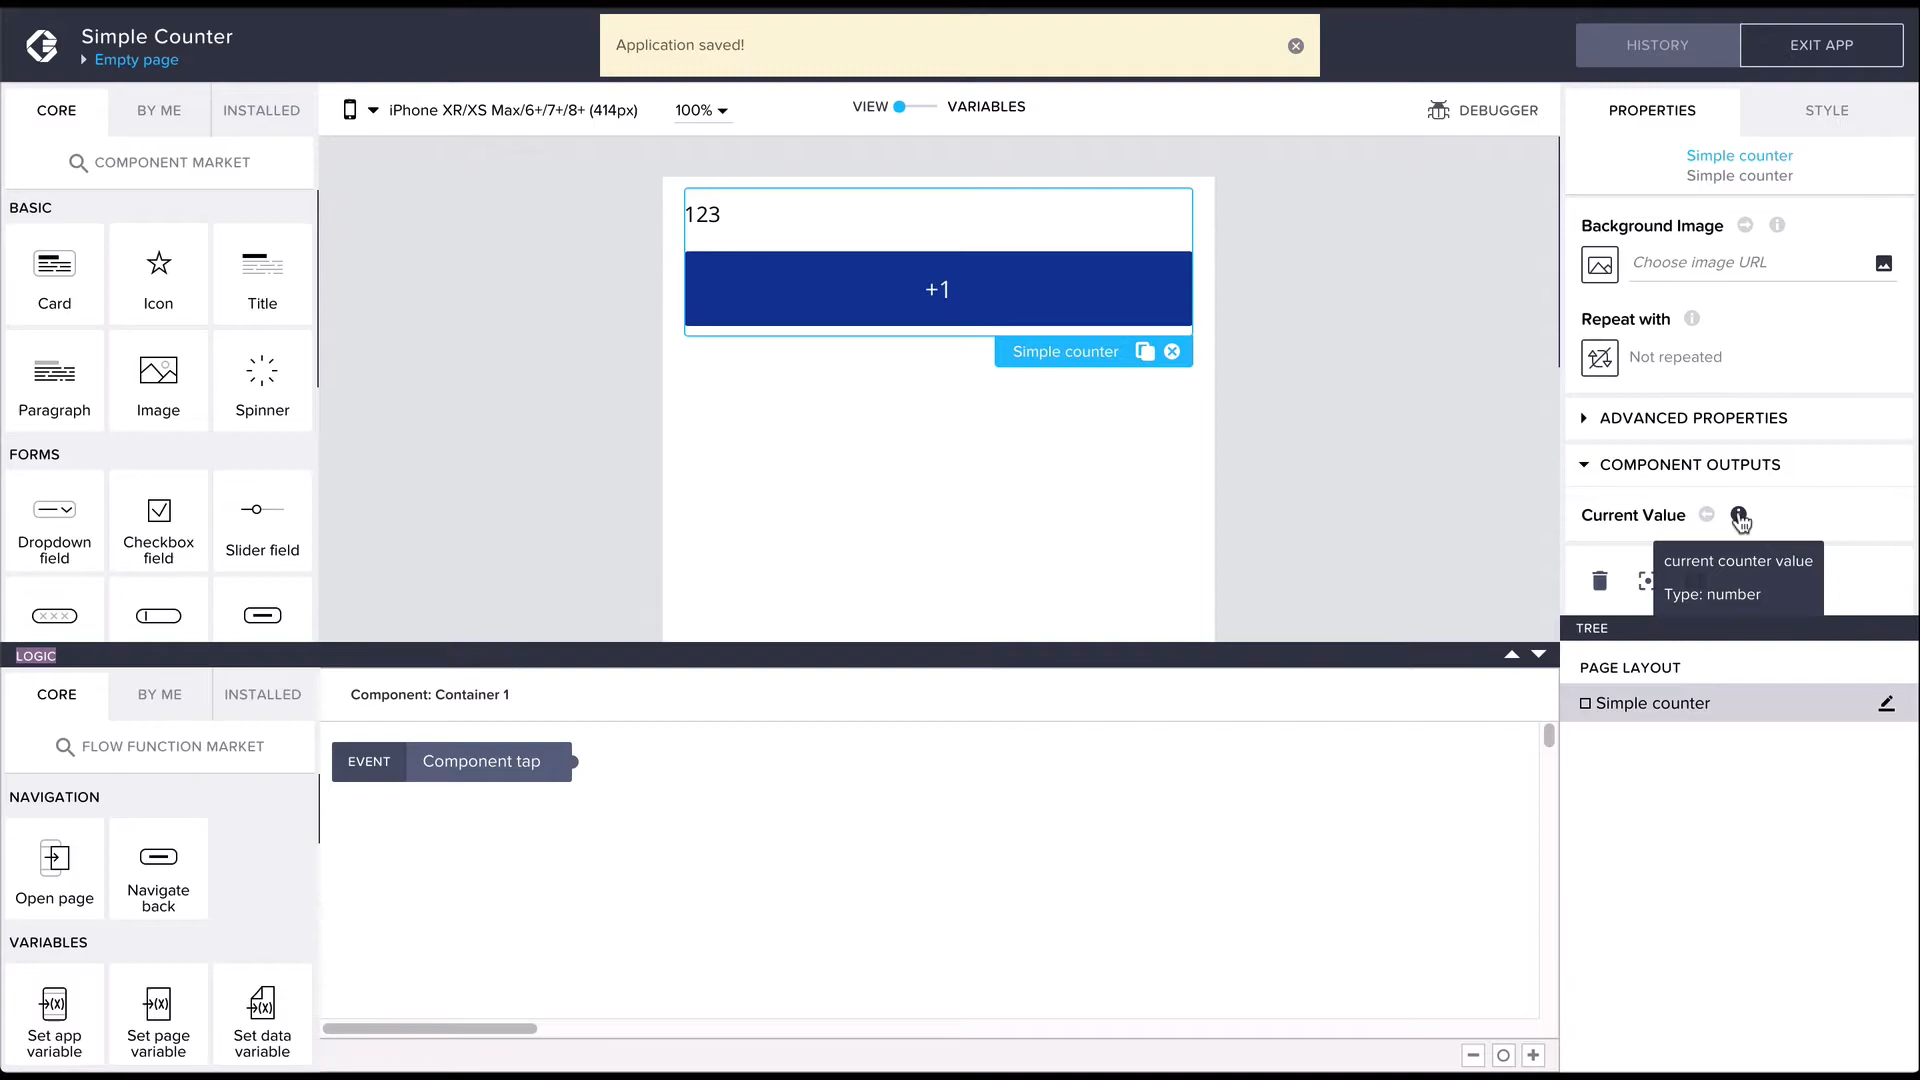 Simple Counter
Empty page
Application saved!
HISTORY
EXIT APP
CORE
BY ME
INSTALLED
COMPONENT MARKET
BASIC
Card
Icon
Title
Paragraph
Image
Spinner
FORMS
Dropdown
field
Checkbox
field
Slider field
iPhone XR/XS Max/6+/7+/8+ (414px)
100%
VIEW
VARIABLES
DEBUGGER
123
+1
Simple counter
PROPERTIES
STYLE
Simple counter
Simple counter
Background Image
Choose image URL
Repeat with
Not repeated
ADVANCED PROPERTIES
COMPONENT OUTPUTS
Current Value
current counter value
Type: number
TREE
PAGE LAYOUT
Simple counter
LOGIC
CORE
BY ME
INSTALLED
FLOW FUNCTION MARKET
NAVIGATION
Open page
Navigate
back
VARIABLES
(x)
Set app
variable
(x)
Set page
variable
(x)
Set data
variable
Component: Container 1
EVENT
Component tap